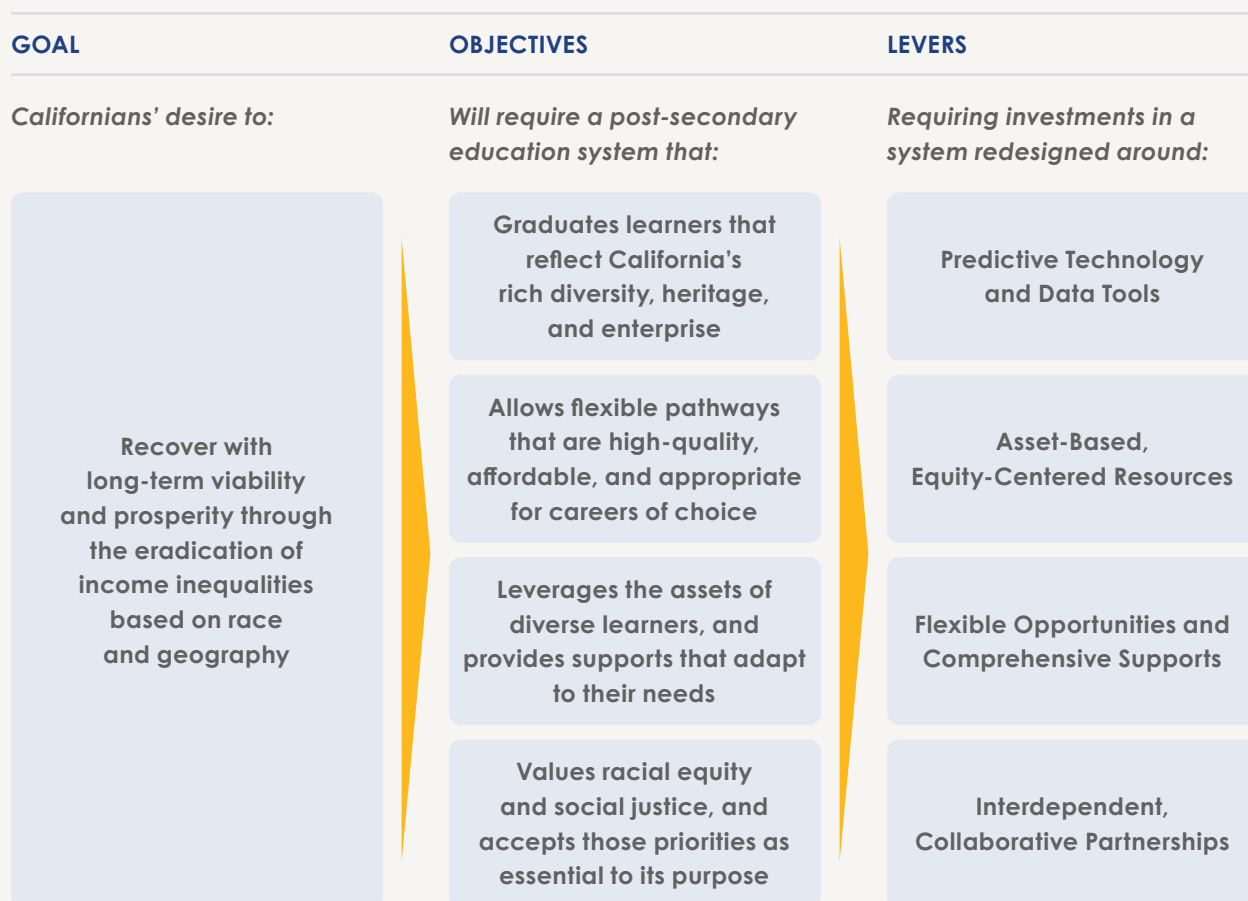 GOAL
OBJECTIVES
LEVERS
Californians’ desire to:
Will require a post-secondary
education system that:
Requiring investments in a
system redesigned around:
Recover with
long-term viability
and prosperity through
the eradication of
income inequalities
based on race
and geography
Graduates learners that
reflect California’s
rich diversity, heritage,
and enterprise
Allows flexible pathways
that are high-quality,
affordable, and appropriate
for careers of choice
Leverages the assets of
diverse learners, and
provides supports that adapt
to their needs
Values racial equity
and social justice, and
accepts those priorities as
essential to its purpose
Predictive Technology
and Data Tools
Asset-Based,
Equity-Centered Resources
Flexible Opportunities and
Comprehensive Supports
Interdependent,
Collaborative Partnerships